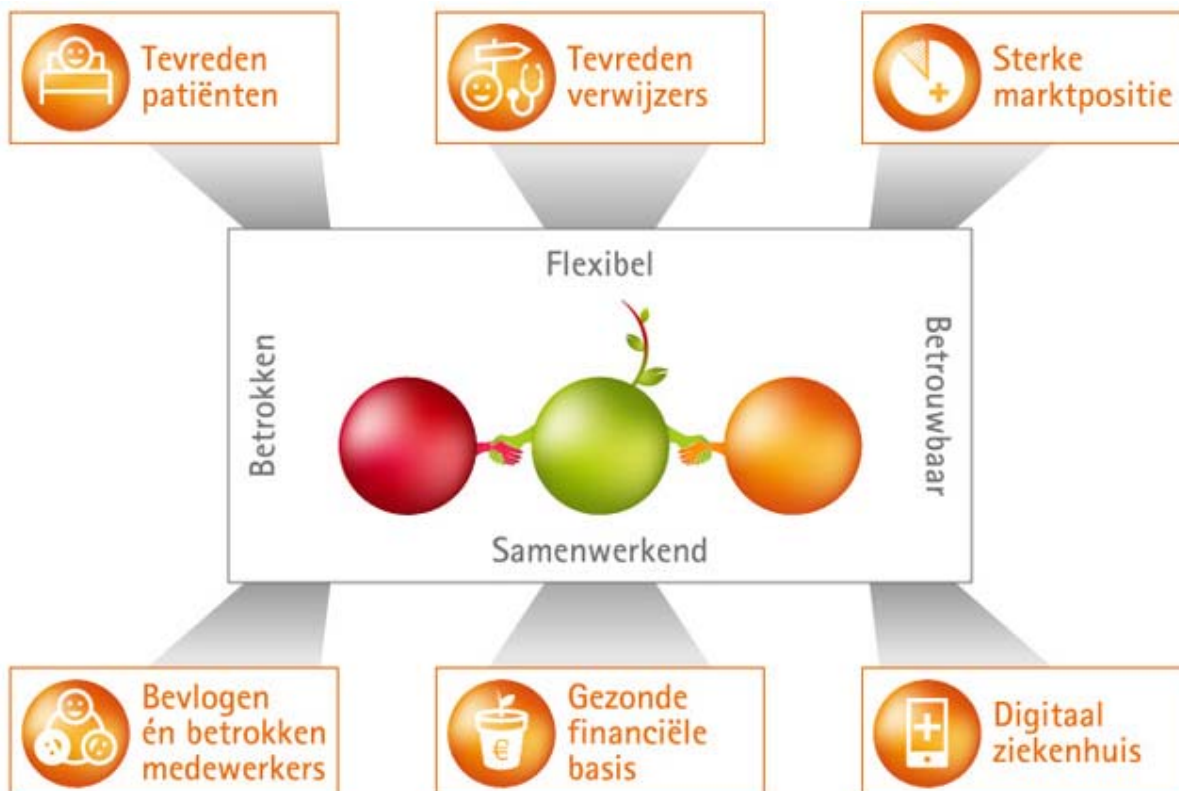 Tevreden
patiënten
Tevreden
verwijzers
Sterke
marktpositie
Flexibel
Betrokken
Betrouwbaar
Samenwerkend
Bevlogen
én betrokken
medewerkers
€
Gezonde
financiële
basis
Digitaal
ziekenhuis